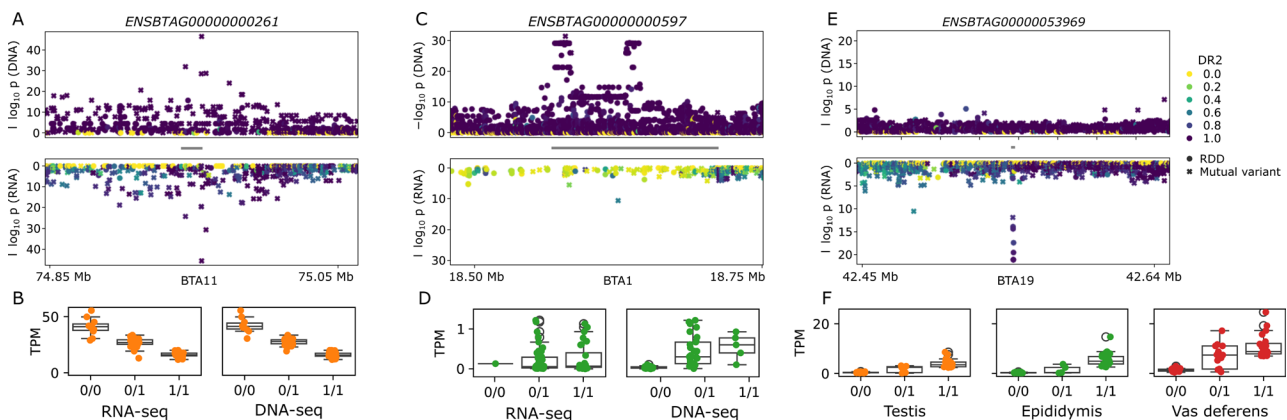 A
ENSBTAG00000000261
40
30
20
10
0
l log10 p (DNA)
0
10
20
30
40
l log10 p (RNA)
74.85 Mb
BTA11
75.05 Mb
B
50
0
TPM
0/0 0/1 1/1
RNA-seq
0/0 0/1 1/1
DNA-seq
C
ENSBTAG00000000597
30
20
10
0
−log10 p (DNA)
0
10
20
30
l log10 p (RNA)
18.50 Mb
BTA1
18.75 Mb
D
1
0
TPM
0/0 0/1 1/1
RNA-seq
0/0 0/1 1/1
DNA-seq
E
ENSBTAG00000053969
20
15
10
5
0
l log10 p (DNA)
0
5
10
15
20
l log10 p (RNA)
42.45 Mb
BTA19
42.64 Mb
DR2
0.0
0.2
0.4
0.6
0.8
1.0
RDD
Mutual variant
F
20
0
TPM
0/0 0/1 1/1
Testis
0/0 0/1 1/1
Epididymis
0/0 0/1 1/1
Vas deferens